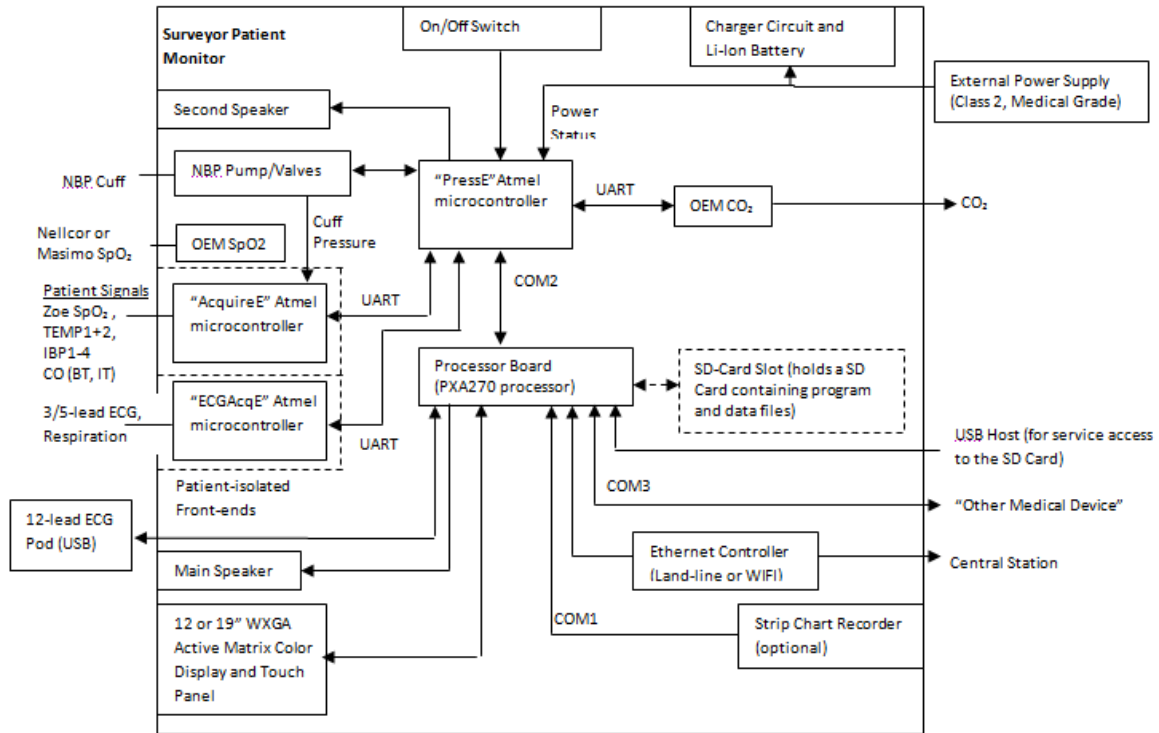 Surveyor Patient
Monitor
On/Off Switch
Charger Circuit and
Li-Ion Battery
External Power Supply
(Class 2, Medical Grade)
Second Speaker
Power
Status
NBP Cuff
NBP Pump/Valves
"PressE"Atmel
microcontroller
UART
OEM CO₂
CO₂
Cuff
Pressure
Nellcor or
Masimo SpO₂
OEM SpO2
COM2
Patient Signals
Zoe SpO₂ ,
TEMP1+2,
IBP1-4
CO (BT, IT)
"AcquireE" Atmel
microcontroller
UART
Processor Board
(PXA270 processor)
SD-Card Slot (holds a SD
Card containing program
and data files)
3/5-lead ECG,
Respiration
"ECGAcqE" Atmel
microcontroller
UART
USB Host (for service access
to the SD Card)
Patient-isolated
Front-ends
COM3
"Other Medical Device"
12-lead ECG
Pod (USB)
Ethernet Controller
(Land-line or WIFI)
Central Station
Main Speaker
COM1
12 or 19" WXGA
Active Matrix Color
Display and Touch
Panel
Strip Chart Recorder
(optional)